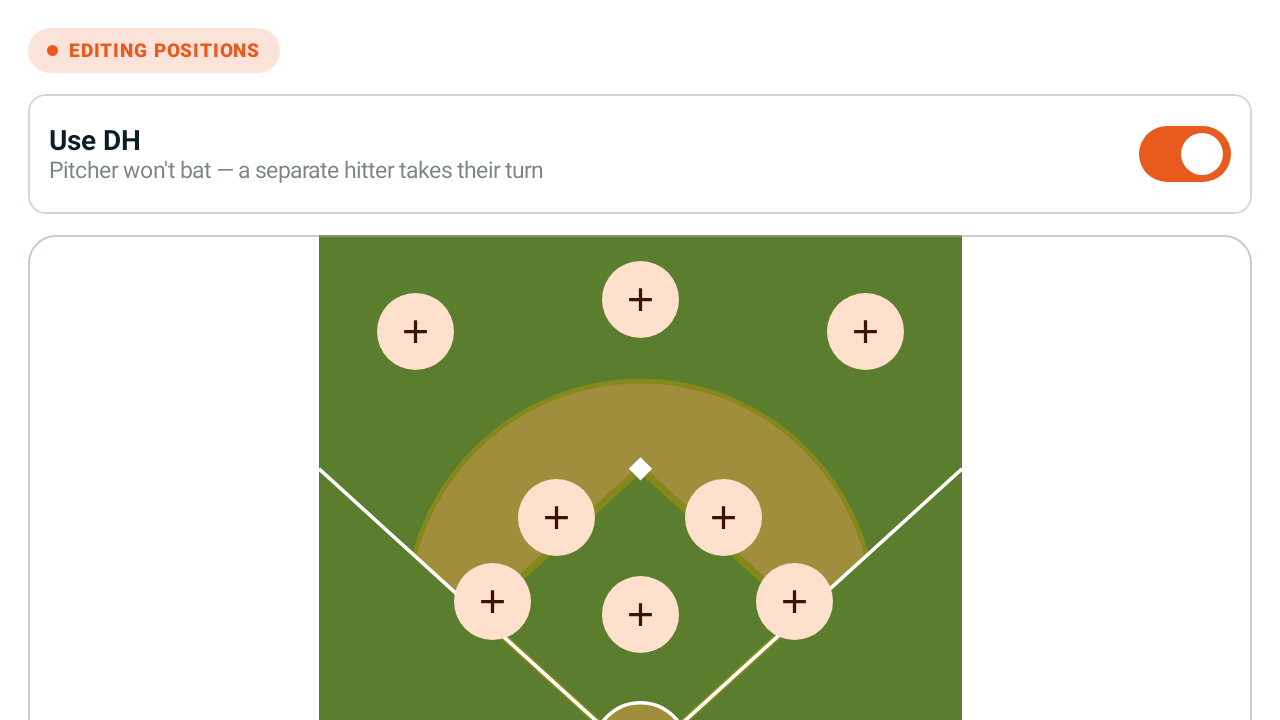 EDITING POSITIONS
Use DH
Pitcher won't bat — a separate hitter takes their turn
+
+
+
+
+
+
+
+